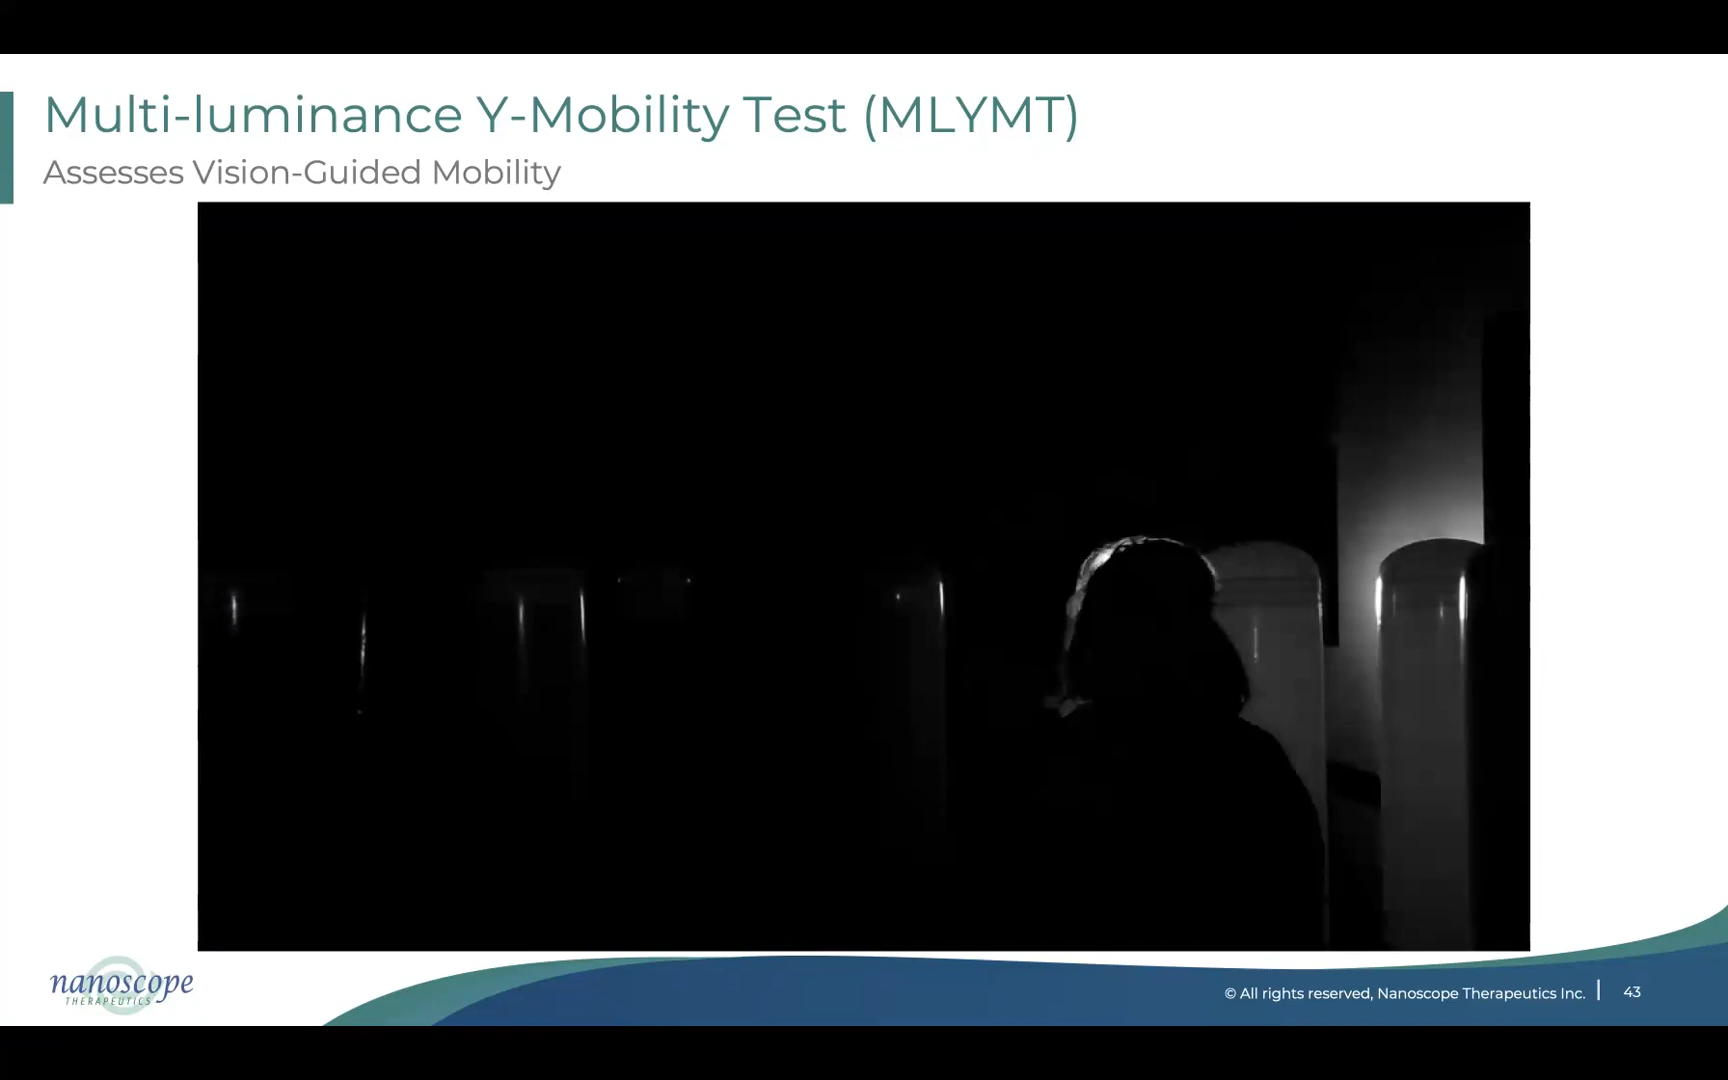 Multi-luminance Y-Mobility Test (MLYMT)
Assesses Vision-Guided Mobility
nanoscope
THERAPEUTICS
© All rights reserved, Nanoscope Therapeutics Inc. | 43